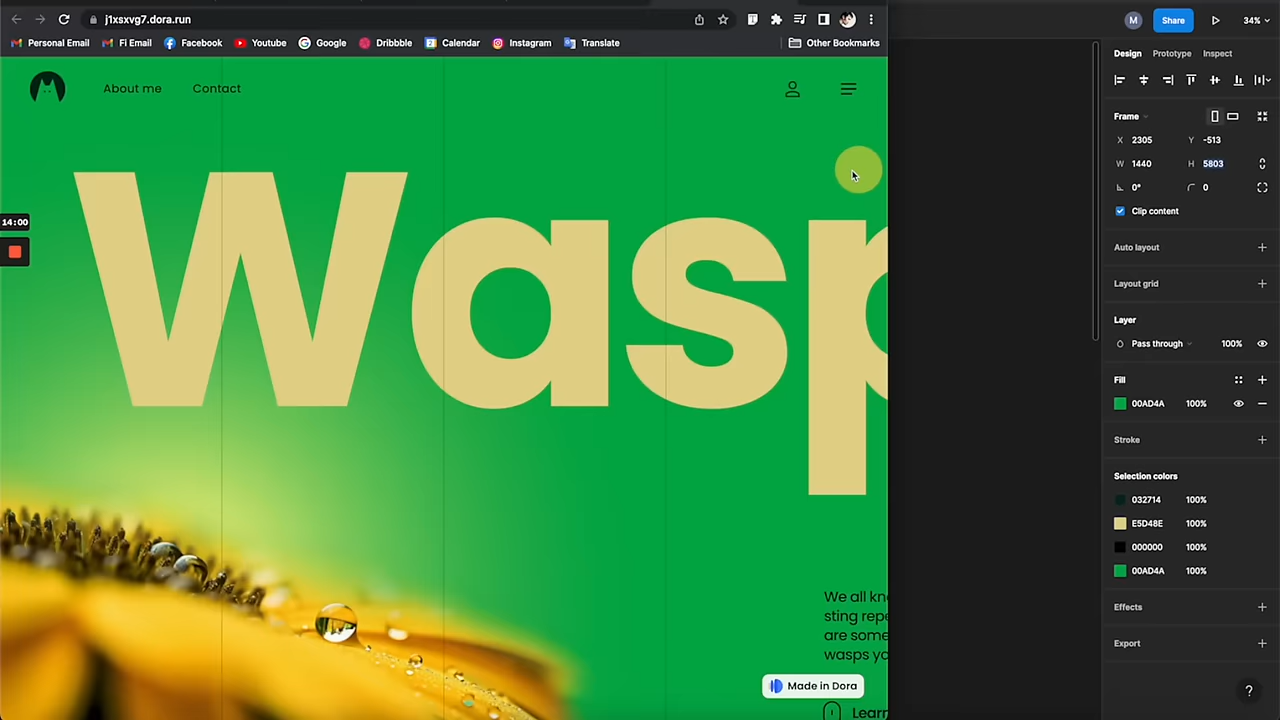 j1xsxvg7.dora.run
Personal Email
Fi Email
Facebook
Youtube
Google
Dribbble
Calendar
Instagram
Translate
Other Bookmarks
About me
Contact
Wasp
14:00
We all kn
sting repe
are some
wasps yo
Made in Dora
Learn
M
Share
34%
Design
Prototype
Inspect
Frame
X 2305 Y -513
W 1440 H 5803
0° 0
Clip content
Auto layout
Layout grid
Layer
Pass through 100%
Fill
00AD4A 100%
Stroke
Selection colors
032714 100%
E5D48E 100%
000000 100%
00AD4A 100%
Effects
Export
?